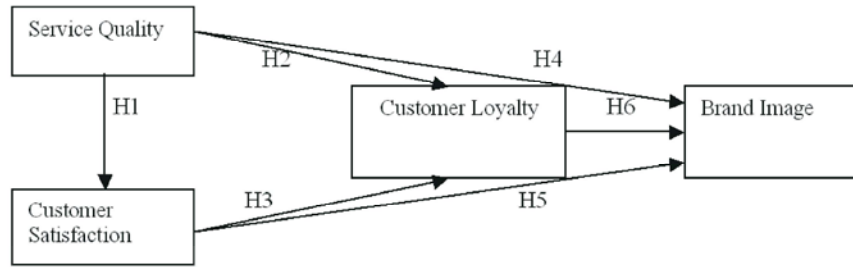 Service Quality
H2
H4
H1
Customer Loyalty
H6
Brand Image
Customer
Satisfaction
H3
H5